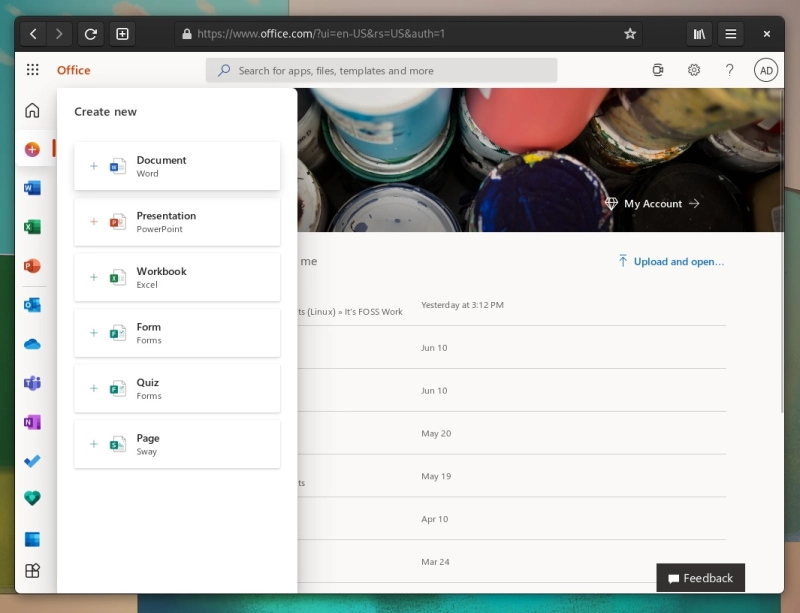 https://www.office.com/?ui=en-US&rs=US&auth=1
Office
Search for apps, files, templates and more
?
AD
Create new
+ Document
Word
+ Presentation
PowerPoint
+ Workbook
Excel
+ Form
Forms
+ Quiz
Forms
+ Page
Sway
My Account →
me
Upload and open...
ts (Linux) » It's FOSS Work
Yesterday at 3:12 PM
Jun 10
Jun 10
May 20
ts
May 19
Apr 10
Mar 24
Feedback